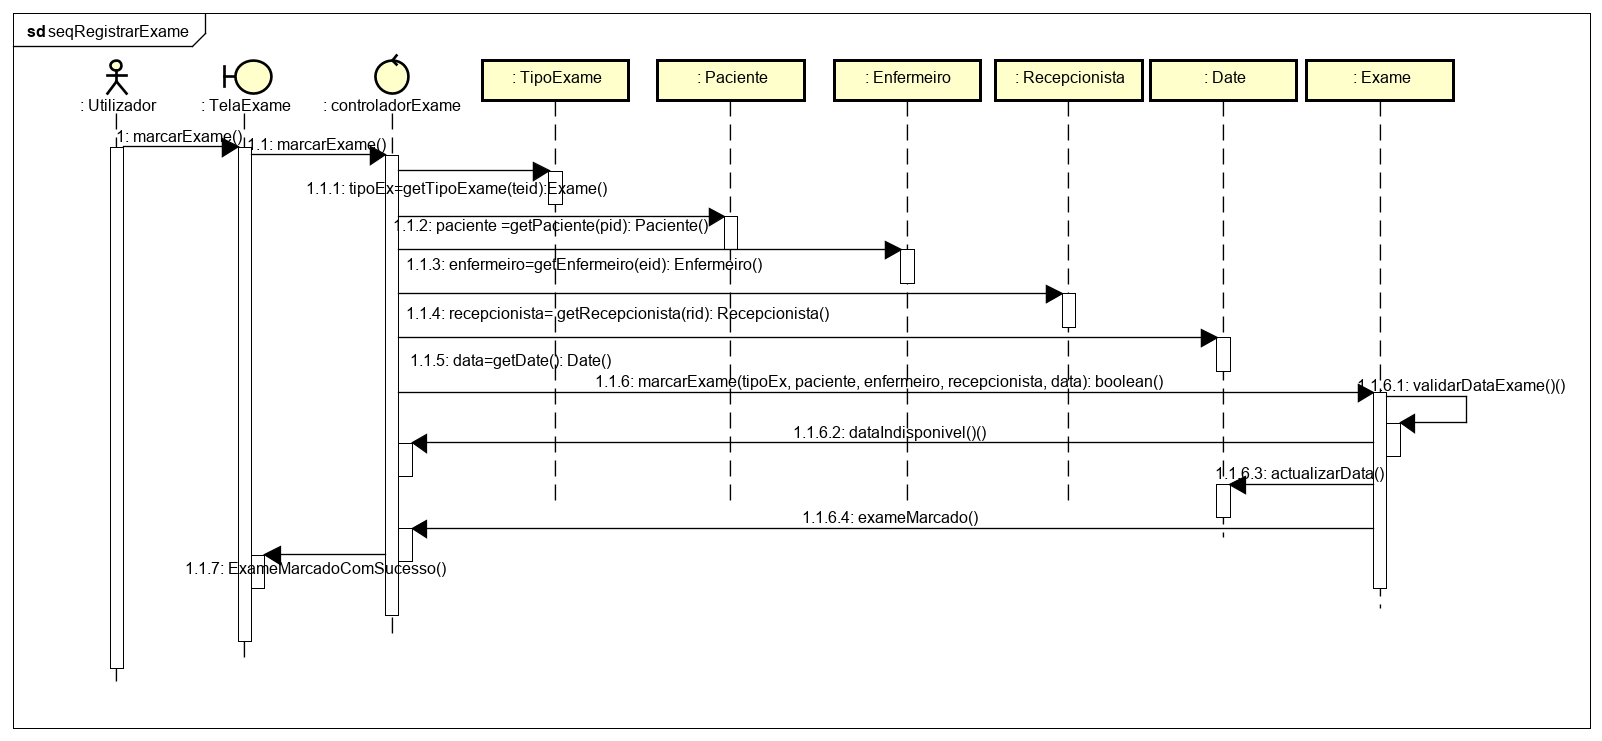 sd seqRegistrarExame
: Utilizador
: TelaExame
: controladorExame
: TipoExame
: Paciente
: Enfermeiro
: Recepcionista
: Date
: Exame
1: marcarExame()
1.1: marcarExame()
1.1.1: tipoEx=getTipoExame(teid):Exame()
1.1.2: paciente =getPaciente(pid): Paciente()
1.1.3: enfermeiro=getEnfermeiro(eid): Enfermeiro()
1.1.4: recepcionista= getRecepcionista(rid): Recepcionista()
1.1.5: data=getDate(): Date()
1.1.6: marcarExame(tipoEx, paciente, enfermeiro, recepcionista, data): boolean()
1.1.6.1: validarDataExame()()
1.1.6.2: dataIndisponivel()()
1.1.6.3: actualizarData()
1.1.6.4: exameMarcado()
1.1.7: ExameMarcadoComSucesso()